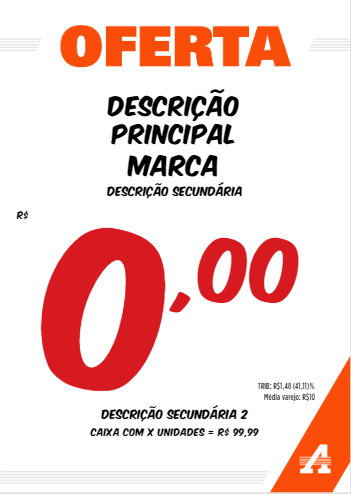 OFERTA
DESCRIÇÃO
PRINCIPAL
MARCA
DESCRIÇÃO SECUNDÁRIA
R$
0,00
TRIB: R$1,48 (41,11)%
Média varejo: R$10
DESCRIÇÃO SECUNDÁRIA 2
CAIXA COM X UNIDADES = R$ 99,99
A